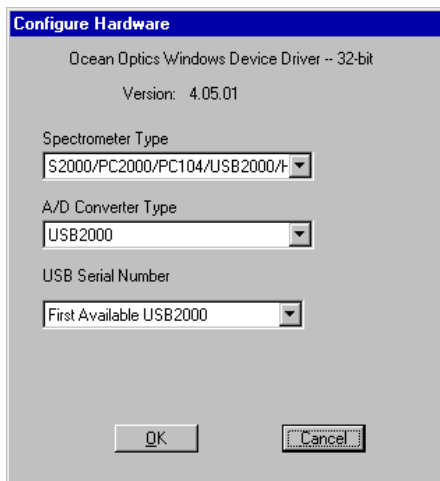 Configure Hardware
Ocean Optics Windows Device Driver -- 32-bit
Version: 4.05.01
Spectrometer Type
S2000/PC2000/PC104/USB2000/H
A/D Converter Type
USB2000
USB Serial Number
First Available USB2000
OK Cancel